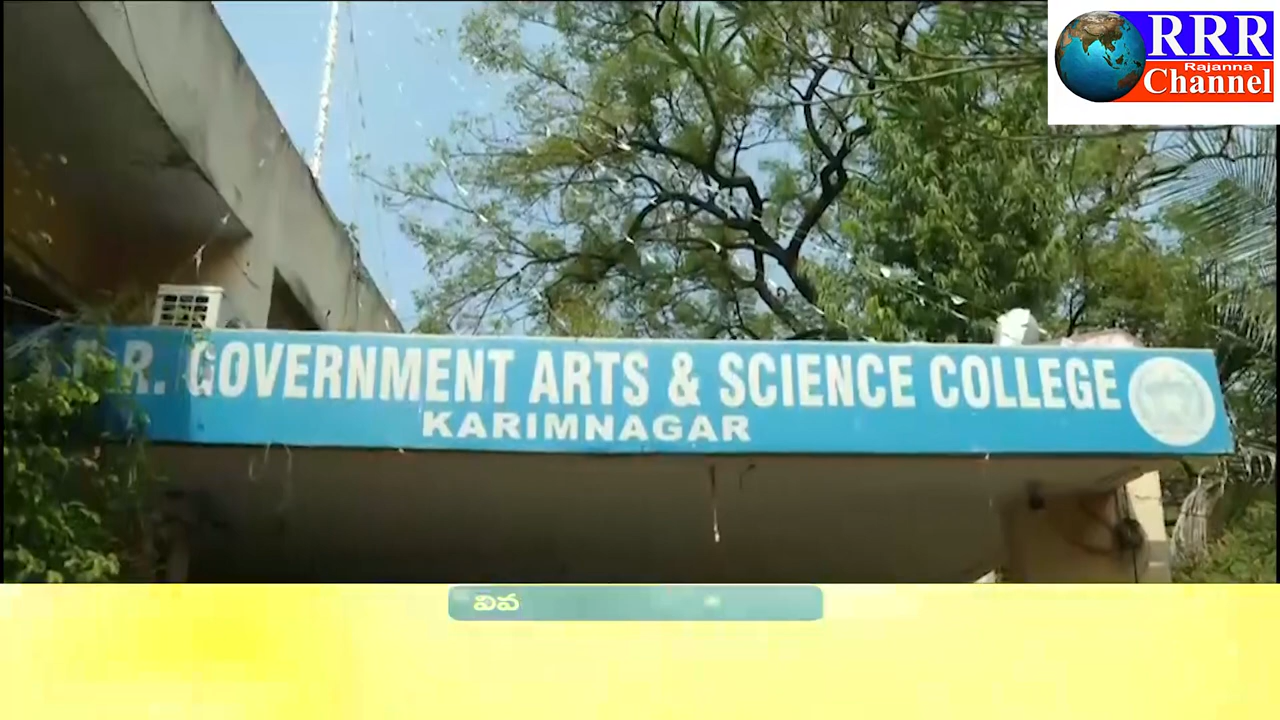 RRR
Rajanna
Channel
R. GOVERNMENT ARTS & SCIENCE COLLEGE
KARIMNAGAR
వివ